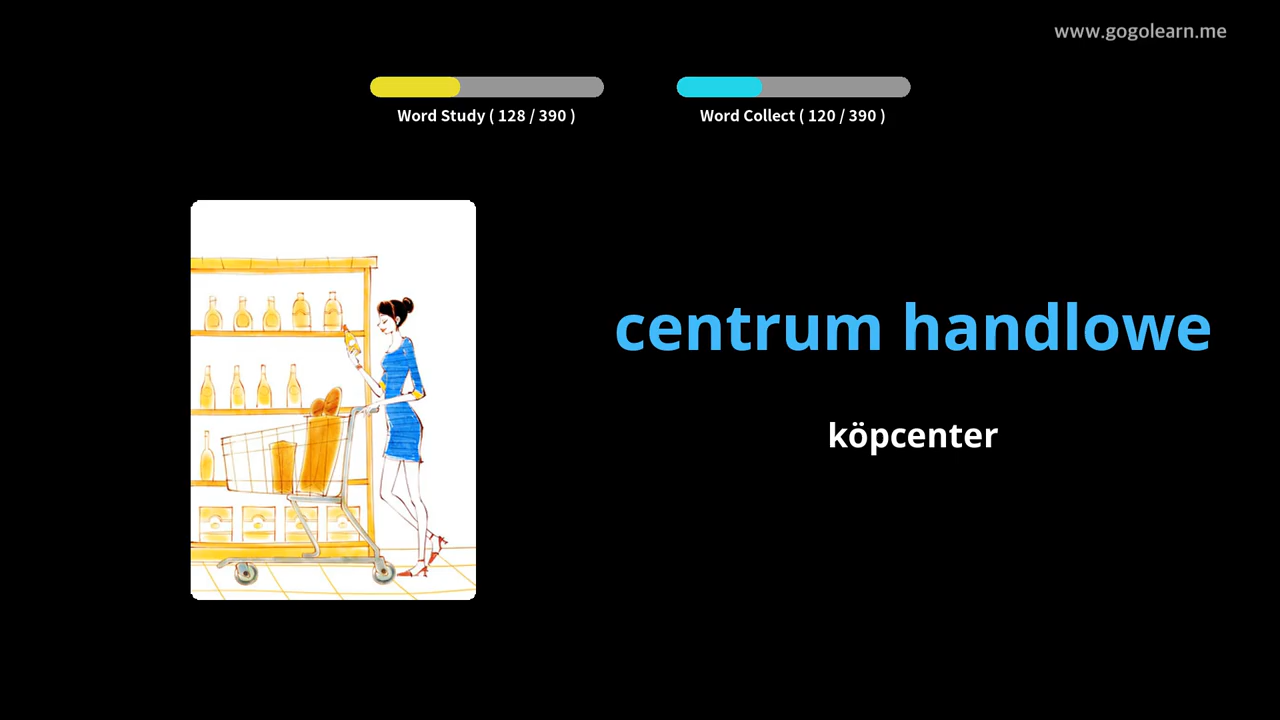 www.gogolearn.me
Word Study ( 128 / 390 )
Word Collect ( 120 / 390 )
centrum handlowe
köpcenter